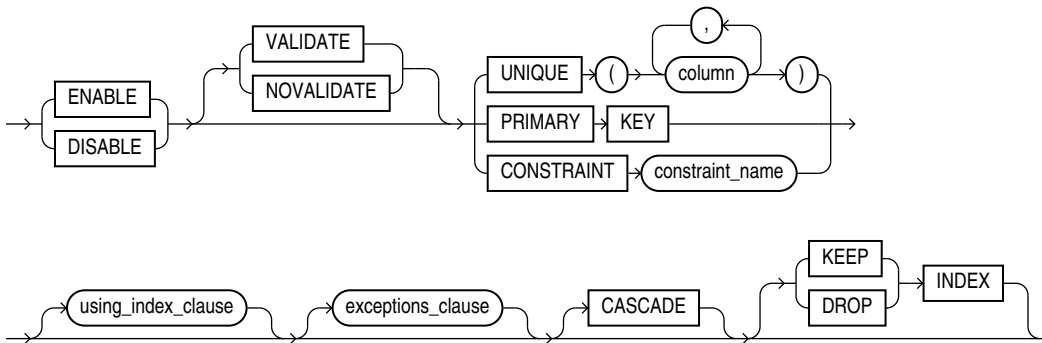 ,
VALIDATE
UNIQUE ( column )
ENABLE NOVALIDATE
PRIMARY KEY
DISABLE
CONSTRAINT constraint_name
KEEP
using_index_clause exceptions_clause CASCADE INDEX
DROP